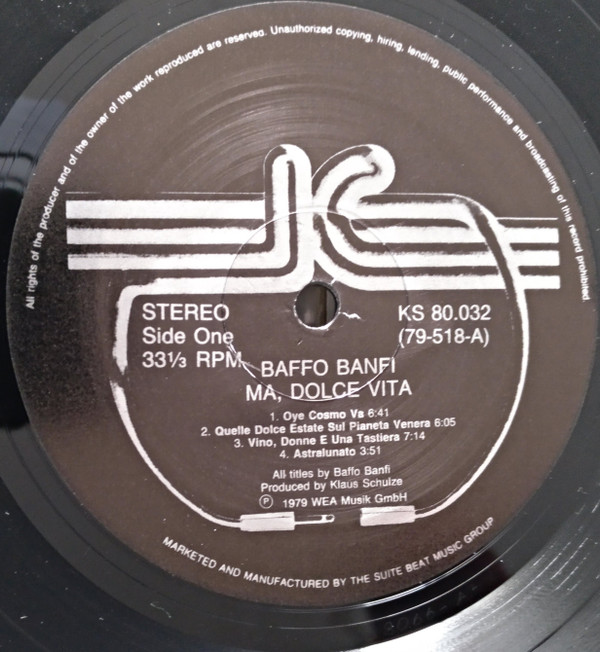 All rights of the producer and of the owner of the work reproduced are reserved. Unauthorized copying, hiring, lending, public performance and broadcasting of this record prohibited.
K
STEREO
Side One
33⅓ RPM
KS 80.032
(79-518-A)
BAFFO BANFI
MA, DOLCE VITA
1. Oye Cosmo Va 6:41
2. Quelle Dolce Estate Sul Pianeta Venera 6:05
3. Vino, Donne E Una Tastiera 7:14
4. Astralunato 3:51
All titles by Baffo Banfi
Produced by Klaus Schulze
Ⓟ 1979 WEA Musik GmbH
MARKETED AND MANUFACTURED BY THE SUITE BEAT MUSIC GROUP